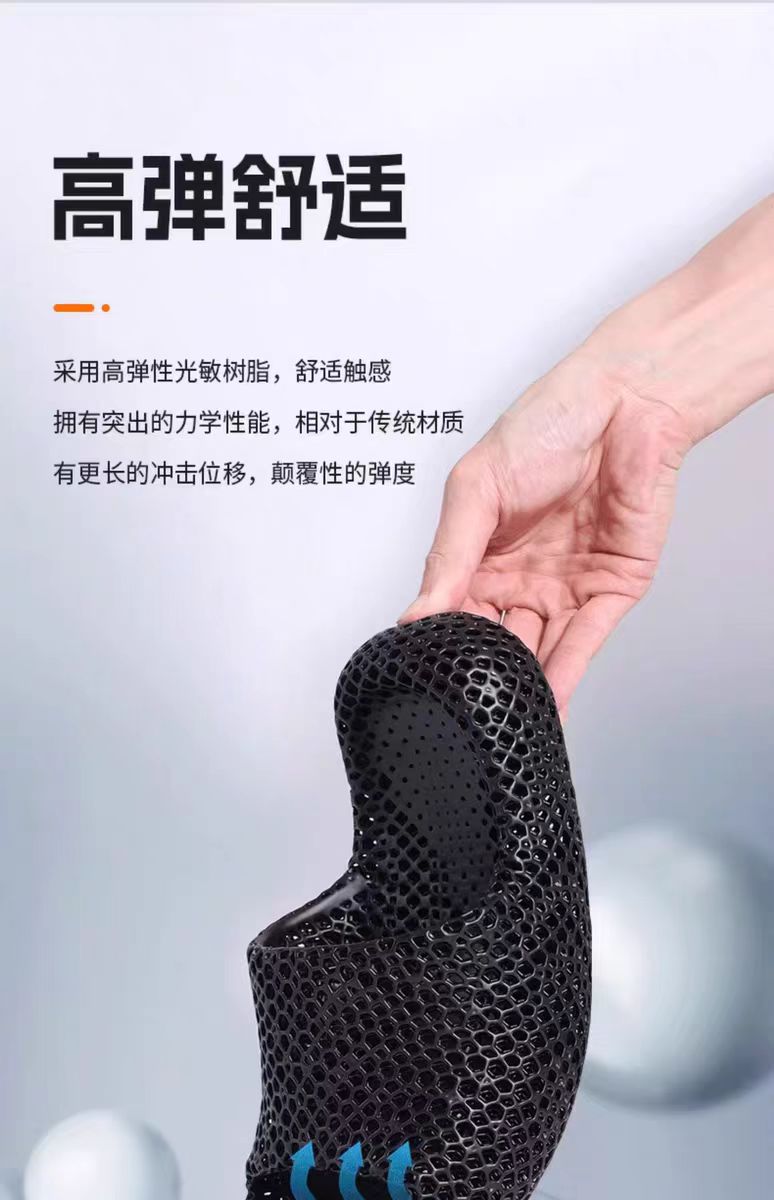 高弹舒适
采用高弹性光敏树脂，舒适触感
拥有突出的力学性能，相对于传统材质
有更长的冲击位移，颠覆性的弹度